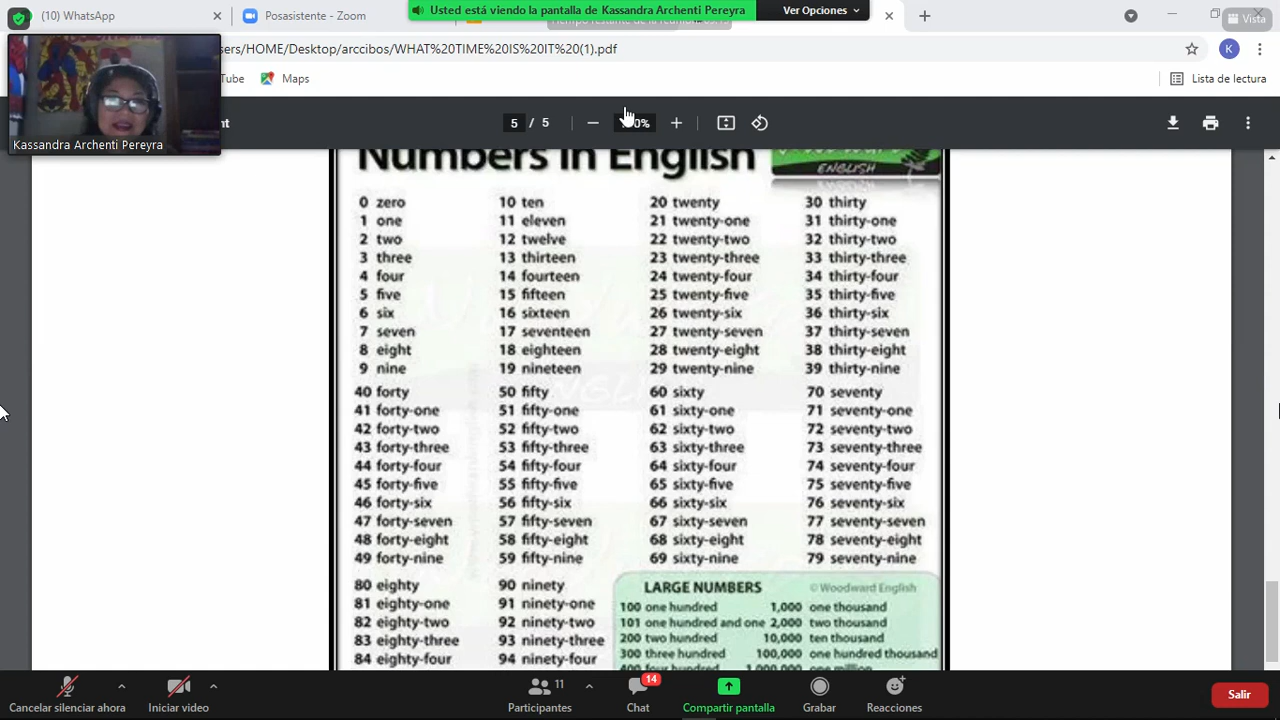 (10) WhatsApp
Posasistente - Zoom
Usted está viendo la pantalla de Kassandra Archenti Pereyra
Ver Opciones
Vista
ers/HOME/Desktop/arccibos/WHAT%20TIME%20IS%20IT%20(1).pdf
K
Tube
Maps
Lista de lectura
nt
5 / 5
Kassandra Archenti Pereyra
Numbers in English
ENGLISH
0 zero
1 one
2 two
3 three
4 four
5 five
6 six
7 seven
8 eight
9 nine
10 ten
11 eleven
12 twelve
13 thirteen
14 fourteen
15 fifteen
16 sixteen
17 seventeen
18 eighteen
19 nineteen
20 twenty
21 twenty-one
22 twenty-two
23 twenty-three
24 twenty-four
25 twenty-five
26 twenty-six
27 twenty-seven
28 twenty-eight
29 twenty-nine
30 thirty
31 thirty-one
32 thirty-two
33 thirty-three
34 thirty-four
35 thirty-five
36 thirty-six
37 thirty-seven
38 thirty-eight
39 thirty-nine
40 forty
41 forty-one
42 forty-two
43 forty-three
44 forty-four
45 forty-five
46 forty-six
47 forty-seven
48 forty-eight
49 forty-nine
50 fifty
51 fifty-one
52 fifty-two
53 fifty-three
54 fifty-four
55 fifty-five
56 fifty-six
57 fifty-seven
58 fifty-eight
59 fifty-nine
60 sixty
61 sixty-one
62 sixty-two
63 sixty-three
64 sixty-four
65 sixty-five
66 sixty-six
67 sixty-seven
68 sixty-eight
69 sixty-nine
70 seventy
71 seventy-one
72 seventy-two
73 seventy-three
74 seventy-four
75 seventy-five
76 seventy-six
77 seventy-seven
78 seventy-eight
79 seventy-nine
80 eighty
81 eighty-one
82 eighty-two
83 eighty-three
84 eighty-four
90 ninety
91 ninety-one
92 ninety-two
93 ninety-three
94 ninety-four
LARGE NUMBERS
© Woodward English
100 one hundred
101 one hundred and one
200 two hundred
300 three hundred
400 four hundred
1,000 one thousand
2,000 two thousand
10,000 ten thousand
100,000 one hundred thousand
1,000,000 one million
Cancelar silenciar ahora
Iniciar video
11
Participantes
14
Chat
Compartir pantalla
Grabar
Reacciones
Salir